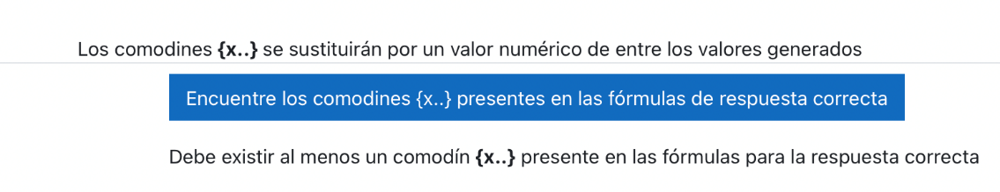 Los comodines {x..} se sustituirán por un valor numérico de entre los valores generados
Encuentre los comodines {x..} presentes en las fórmulas de respuesta correcta
Debe existir al menos un comodín {x..} presente en las fórmulas para la respuesta correcta